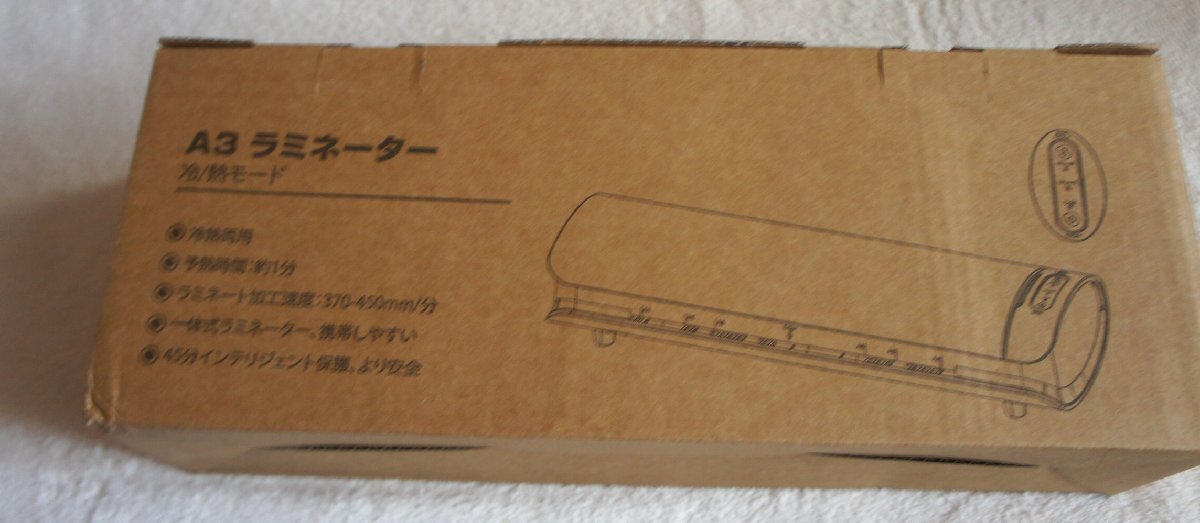 A3 ラミネーター
冷/熱モード
冷熱両用
予熱時間:約1分
ラミネート加工速度:370-450mm/分
一体式ラミネーター、携帯しやすい
45分インテリジェント保護、より安全